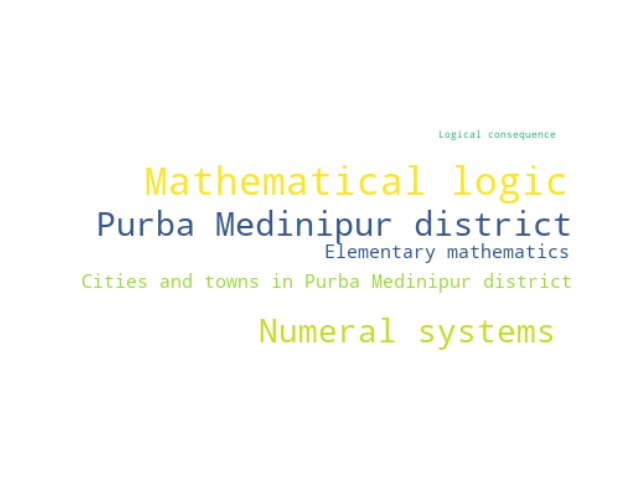 Logical consequence
Mathematical logic
Purba Medinipur district
Elementary mathematics
Cities and towns in Purba Medinipur district
Numeral systems